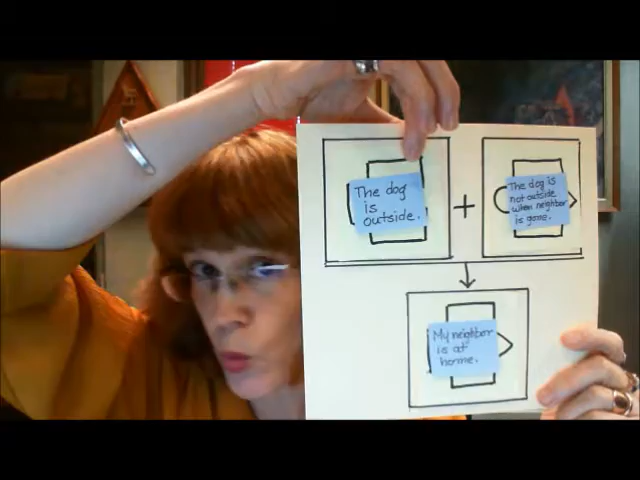 The dog
is
outside.
+
The dog is
not outside
when neighbor
is gone.
My neighbor
is at
home.